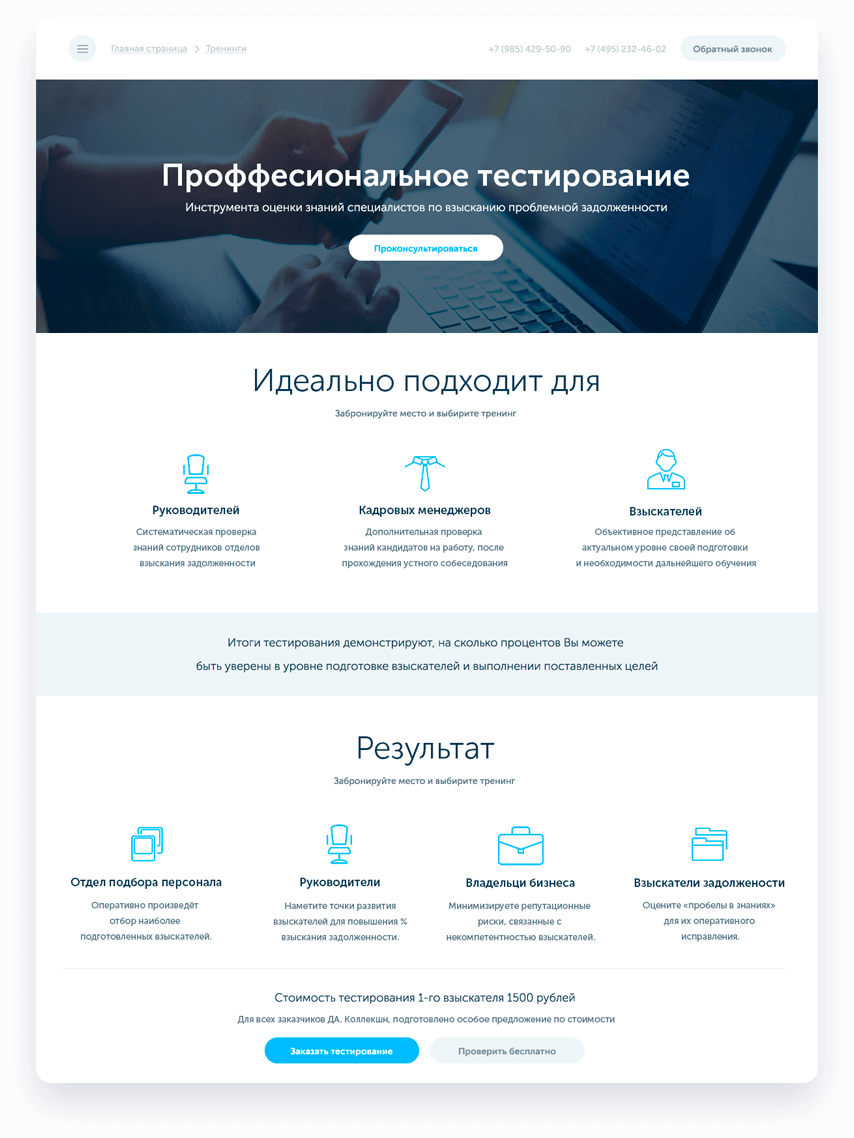 Главная страница > Тренинги
+7 (985) 429-50-90
+7 (495) 232-46-02
Обратный звонок
Проффесиональное тестирование
Инструмента оценки знаний специалистов по взысканию проблемной задолженности
Проконсультироваться
Идеально подходит для
Забронируйте место и выбирите тренинг
Руководителей
Систематическая проверка
знаний сотрудников отделов
взыскания задолженности
Кадровых менеджеров
Дополнительная проверка
знаний кандидатов на работу, после
прохождения устного собеседования
Взыскателей
Объективное представление об
актуальном уровне своей подготовки
и необходимости дальнейшего обучения
Итоги тестирования демонстрируют, на сколько процентов Вы можете
быть уверены в уровне подготовке взыскателей и выполнении поставленных целей
Результат
Забронируйте место и выбирите тренинг
Отдел подбора персонала
Оперативно произведёт
отбор наиболее
подготовленных взыскателей.
Руководители
Наметите точки развития
взыскателей для повышения %
взыскания задолженности.
Владельци бизнеса
Минимизируете репутационные
риски, связанные с
некомпетентностью взыскателей.
Взыскатели задолжености
Оцените «пробелы в знаниях»
для их оперативного
исправления.
Стоимость тестирования 1-го взыскателя 1500 рублей
Для всех заказчиков ДА. Коллекшн, подготовлено особое предложение по стоимости
Заказать тестирование
Проверить бесплатно